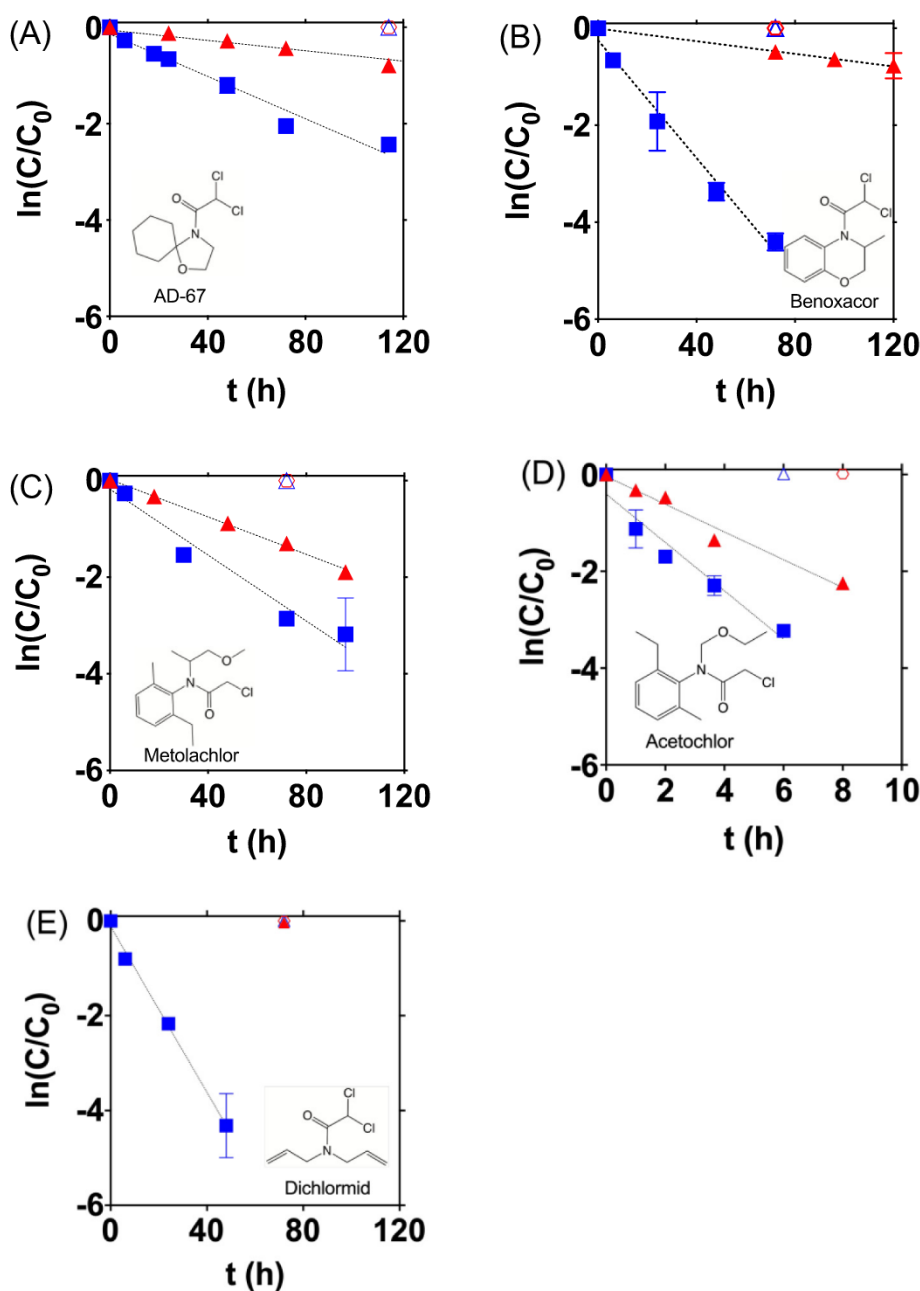 (A)
ln(C/C0)
0
-2
-4
-6
Cl
O
Cl
N
O
AD-67
0 40 80 120
t (h)
(B)
ln(C/C0)
0
-2
-4
-6
Cl
O
Cl
N
O
Benoxacor
0 40 80 120
t (h)
(C)
ln(C/C0)
0
-2
-4
-6
O
N
Cl
O
Metolachlor
0 40 80 120
t (h)
(D)
ln(C/C0)
0
-2
-4
-6
O
N
Cl
O
Acetochlor
0 2 4 6 8 10
t (h)
(E)
ln(C/C0)
0
-2
-4
-6
Cl
O
Cl
N
Dichlormid
0 40 80 120
t (h)